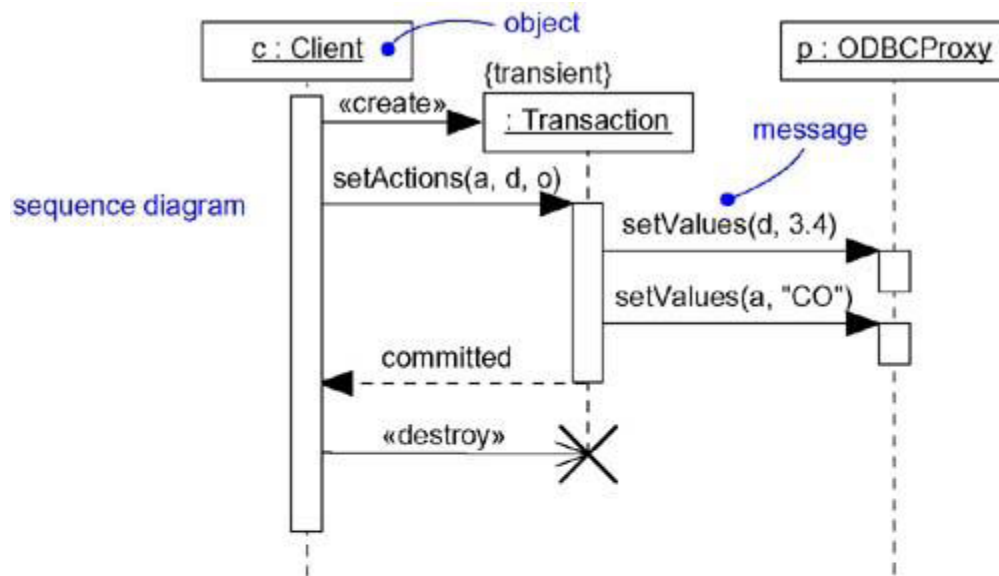 object
c : Client
p : ODBCProxy
{transient}
«create»
: Transaction
message
setActions(a, d, o)
sequence diagram
setValues(d, 3.4)
setValues(a, "CO")
committed
«destroy»